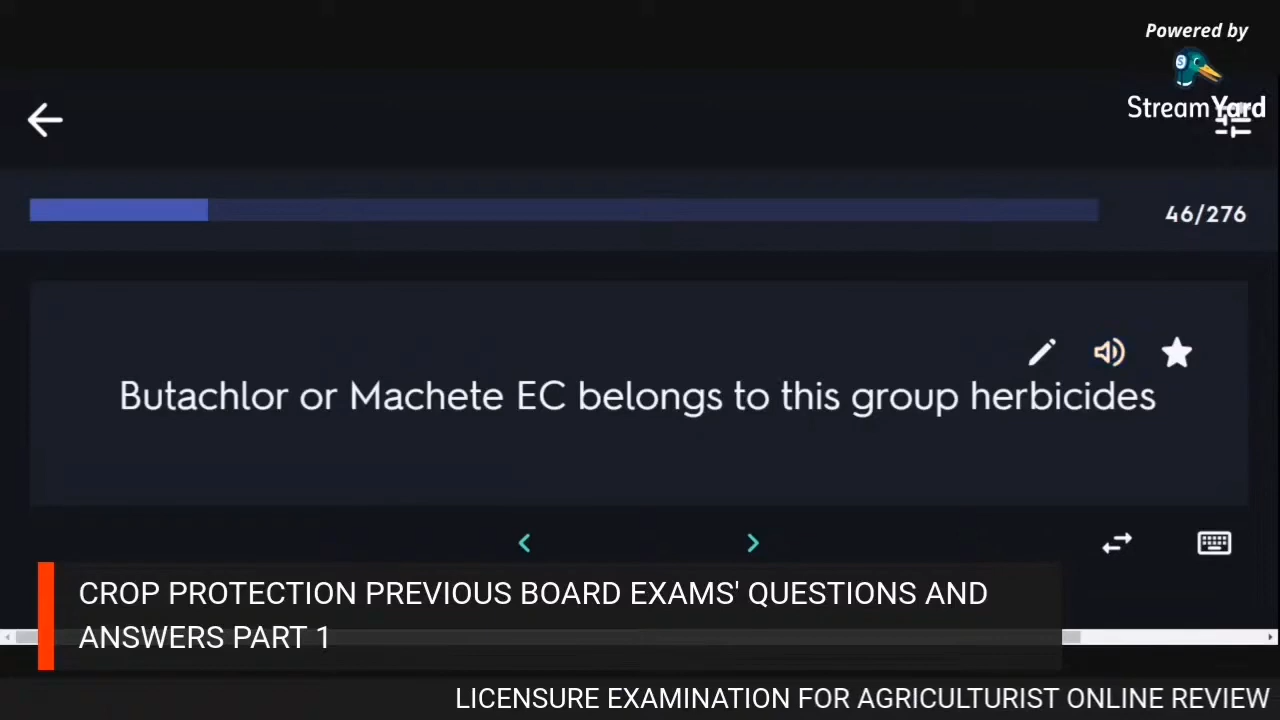 Powered by
StreamYard
46/276
Butachlor or Machete EC belongs to this group herbicides
CROP PROTECTION PREVIOUS BOARD EXAMS' QUESTIONS AND
ANSWERS PART 1
LICENSURE EXAMINATION FOR AGRICULTURIST ONLINE REVIEW